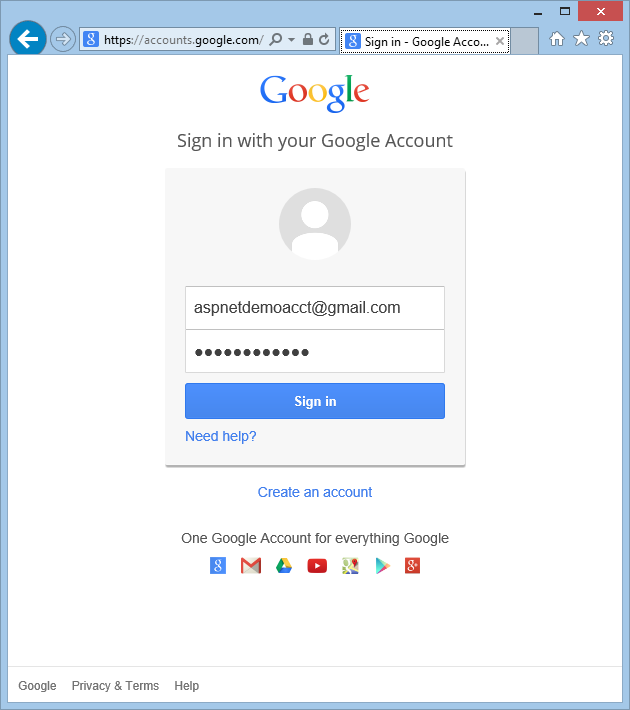 https://accounts.google.com/
Sign in - Google Acco...
Google
Sign in with your Google Account
aspnetdemoacct@gmail.com
●●●●●●●●●●●●
Sign in
Need help?
Create an account
One Google Account for everything Google
Google Privacy & Terms Help